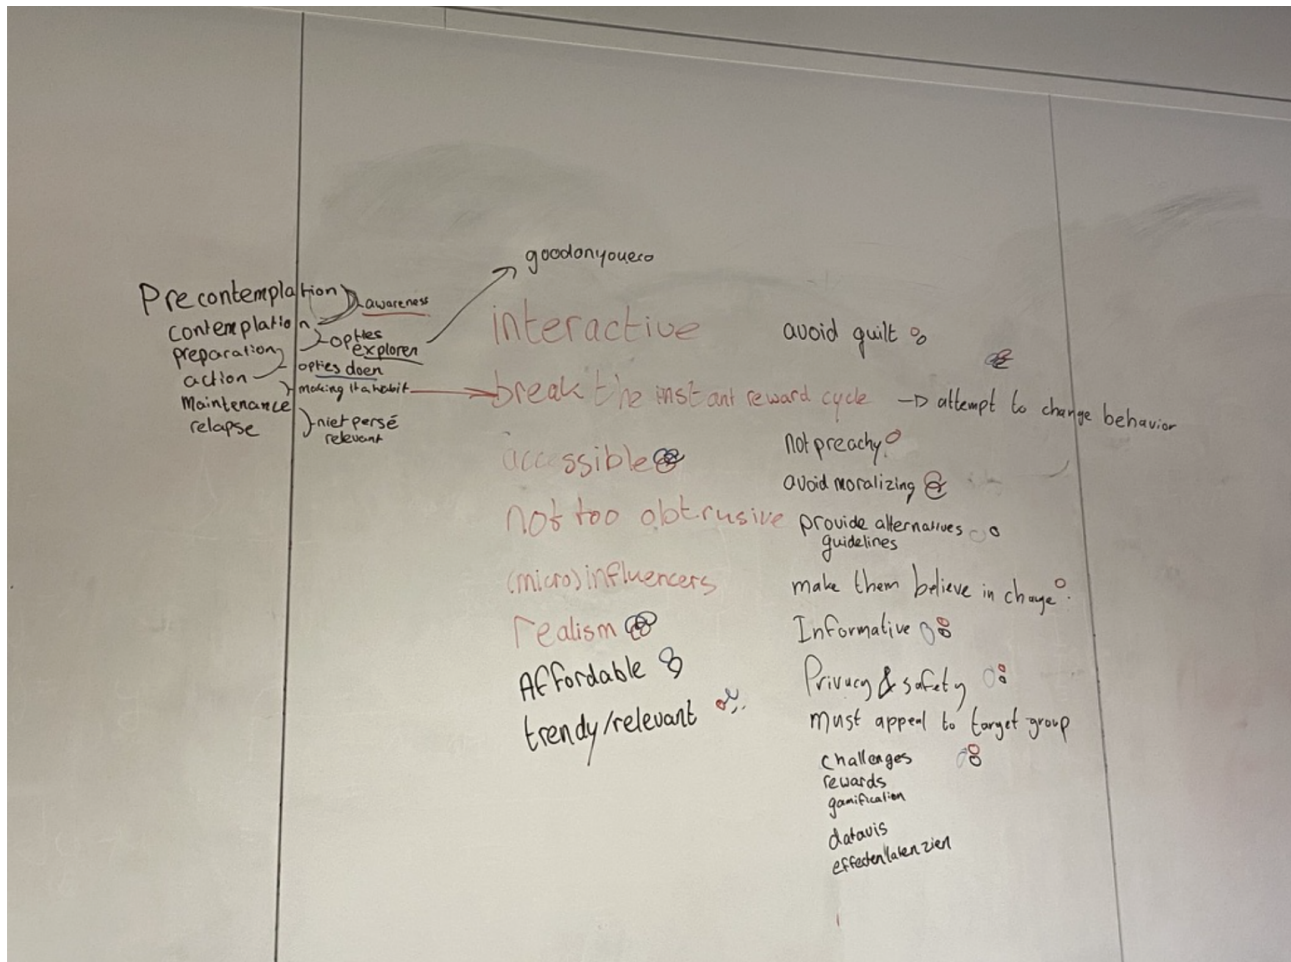 goodonyoueco
Precontemplation
contemplation
preparation
action
Maintenance
relapse
awareness
opties
exploren
opties doen
making it a habit
niet persé
relevant
interactive
break the instant reward cycle
accessible
not too obtrusive
(micro)influencers
realism
Affordable
trendy/relevant
avoid guilt
attempt to change behavior
not preachy
avoid moralizing
provide alternatives
guidelines
make them believe in change
Informative
Privacy & safety
must appeal to target group
challenges
rewards
gamification
datavis
effecten laten zien